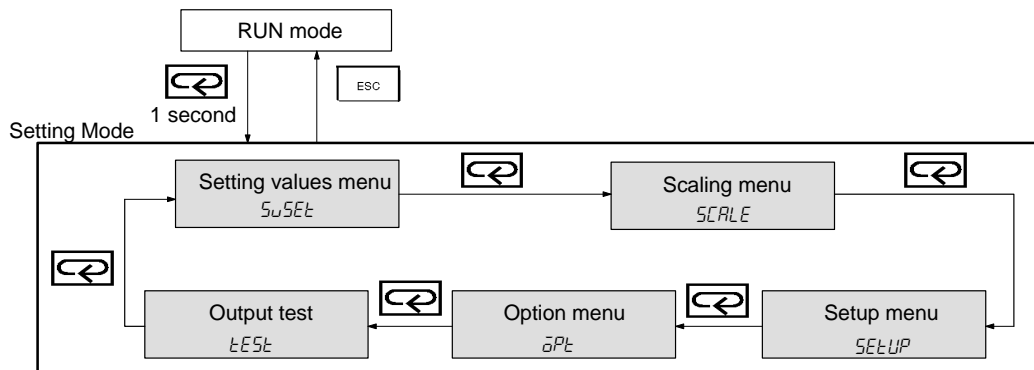 RUN mode
ESC
1 second
Setting Mode
Setting values menu
SuSEt
Scaling menu
SCALE
Output test
tESt
Option menu
oPt
Setup menu
SEtUP